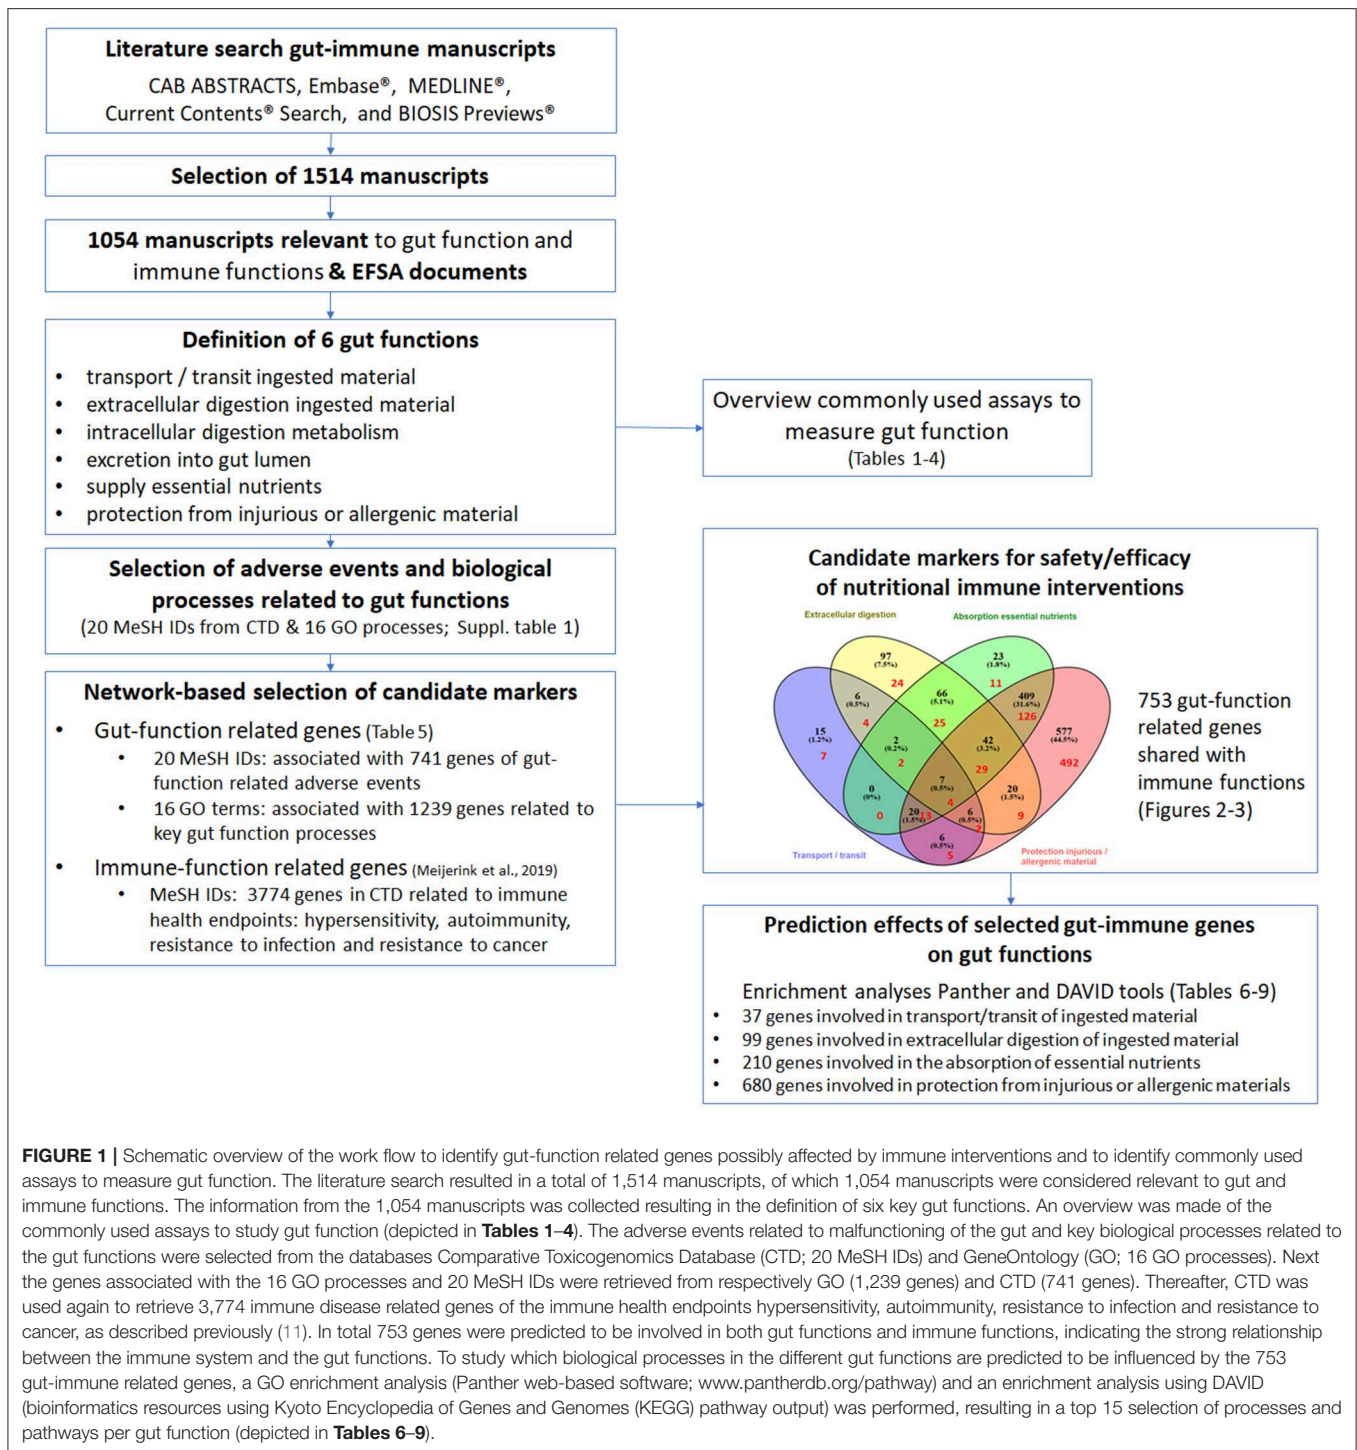 Literature search gut-immune manuscripts
CAB ABSTRACTS, Embase®, MEDLINE®,
Current Contents® Search, and BIOSIS Previews®
Selection of 1514 manuscripts
1054 manuscripts relevant to gut function and
immune functions & EFSA documents
Definition of 6 gut functions
• transport / transit ingested material
• extracellular digestion ingested material
• intracellular digestion metabolism
• excretion into gut lumen
• supply essential nutrients
• protection from injurious or allergenic material
Overview commonly used assays to
measure gut function
(Tables 1-4)
Selection of adverse events and biological
processes related to gut functions
(20 MeSH IDs from CTD & 16 GO processes; Suppl. table 1)
Network-based selection of candidate markers
• Gut-function related genes (Table 5)
• 20 MeSH IDs: associated with 741 genes of gut-
function related adverse events
• 16 GO terms: associated with 1239 genes related to
key gut function processes
• Immune-function related genes (Meijerink et al., 2019)
• MeSH IDs: 3774 genes in CTD related to immune
health endpoints: hypersensitivity, autoimmunity,
resistance to infection and resistance to cancer
Candidate markers for safety/efficacy
of nutritional immune interventions
Extracellular digestion
Absorption essential nutrients
97
(7.5%)
24
23
(1.8%)
11
6
(0.5%)
4
66
(5.1%)
25
409
(31.6%)
126
15
(1.2%)
7
2
(0.2%)
2
42
(3.2%)
29
577
(44.5%)
492
0
(0%)
0
7
(0.5%)
4
20
(1.5%)
9
20
(1.5%)
13
6
(0.5%)
2
6
(0.5%)
5
Transport / transit
Protection injurious /
allergenic material
753 gut-function
related genes
shared with
immune functions
(Figures 2-3)
Prediction effects of selected gut-immune genes
on gut functions
Enrichment analyses Panther and DAVID tools (Tables 6-9)
• 37 genes involved in transport/transit of ingested material
• 99 genes involved in extracellular digestion of ingested material
• 210 genes involved in the absorption of essential nutrients
• 680 genes involved in protection from injurious or allergenic materials
FIGURE 1 | Schematic overview of the work flow to identify gut-function related genes possibly affected by immune interventions and to identify commonly used
assays to measure gut function. The literature search resulted in a total of 1,514 manuscripts, of which 1,054 manuscripts were considered relevant to gut and
immune functions. The information from the 1,054 manuscripts was collected resulting in the definition of six key gut functions. An overview was made of the
commonly used assays to study gut function (depicted in Tables 1–4). The adverse events related to malfunctioning of the gut and key biological processes related to
the gut functions were selected from the databases Comparative Toxicogenomics Database (CTD; 20 MeSH IDs) and GeneOntology (GO; 16 GO processes). Next
the genes associated with the 16 GO processes and 20 MeSH IDs were retrieved from respectively GO (1,239 genes) and CTD (741 genes). Thereafter, CTD was
used again to retrieve 3,774 immune disease related genes of the immune health endpoints hypersensitivity, autoimmunity, resistance to infection and resistance to
cancer, as described previously (11). In total 753 genes were predicted to be involved in both gut functions and immune functions, indicating the strong relationship
between the immune system and the gut functions. To study which biological processes in the different gut functions are predicted to be influenced by the 753
gut-immune related genes, a GO enrichment analysis (Panther web-based software; www.pantherdb.org/pathway) and an enrichment analysis using DAVID
(bioinformatics resources using Kyoto Encyclopedia of Genes and Genomes (KEGG) pathway output) was performed, resulting in a top 15 selection of processes and
pathways per gut function (depicted in Tables 6–9).